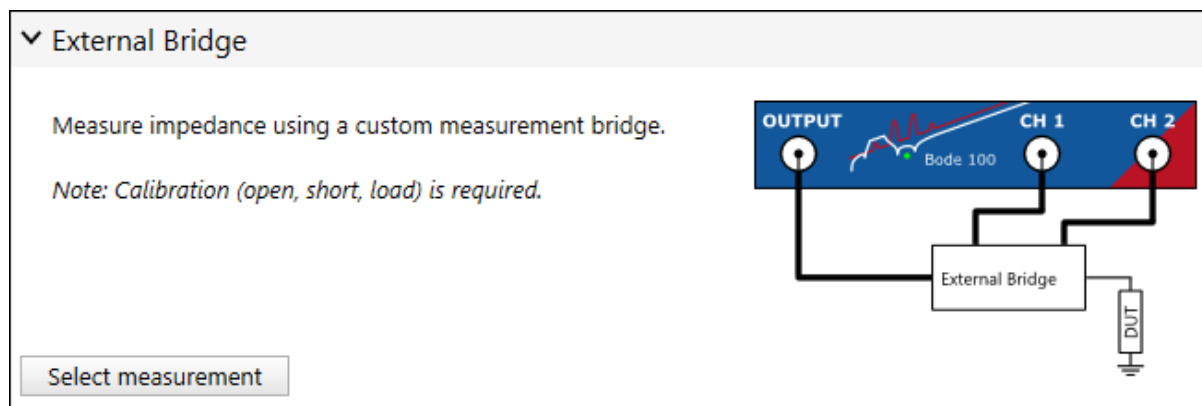 External Bridge
Measure impedance using a custom measurement bridge.
Note: Calibration (open, short, load) is required.
OUTPUT
CH 1
CH 2
Bode 100
External Bridge
DUT
Select measurement